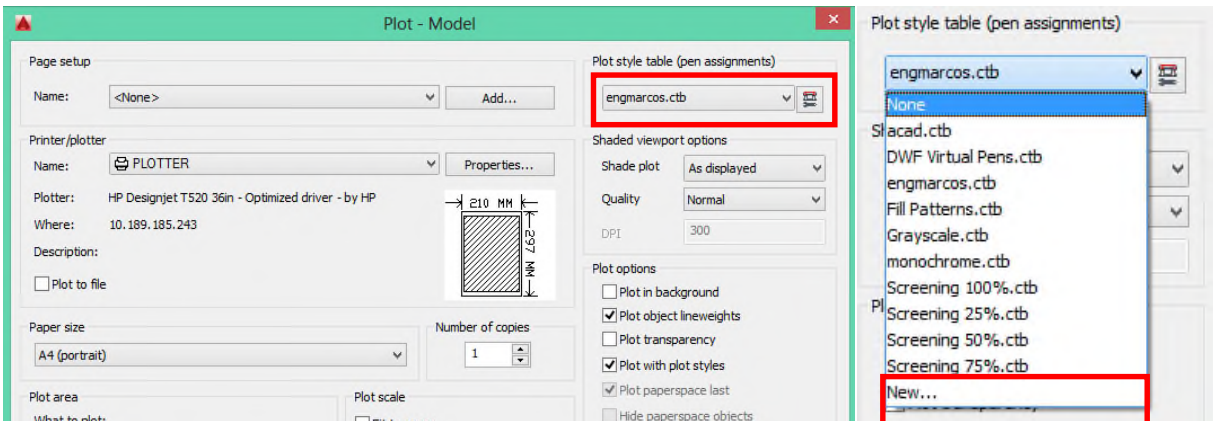 Plot - Model
Page setup
Name: <None> Add...
Printer/plotter
Name: PLOTTER Properties...
Plotter: HP Designjet T520 36in - Optimized driver - by HP
Where: 10.189.185.243
Description:
Plot to file
210 MM
297 MM
Paper size
A4 (portrait)
Number of copies
1
Plot area
What to plot:
Plot scale
Plot style table (pen assignments)
engmarcos.ctb
Shaded viewport options
Shade plot As displayed
Quality Normal
DPI 300
Plot options
Plot in background
Plot object lineweights
Plot transparency
Plot with plot styles
Plot paperspace last
Hide paperspace objects
Plot style table (pen assignments)
engmarcos.ctb
None
acad.ctb
DWF Virtual Pens.ctb
engmarcos.ctb
Fill Patterns.ctb
Grayscale.ctb
monochrome.ctb
Screening 100%.ctb
Screening 25%.ctb
Screening 50%.ctb
Screening 75%.ctb
New...